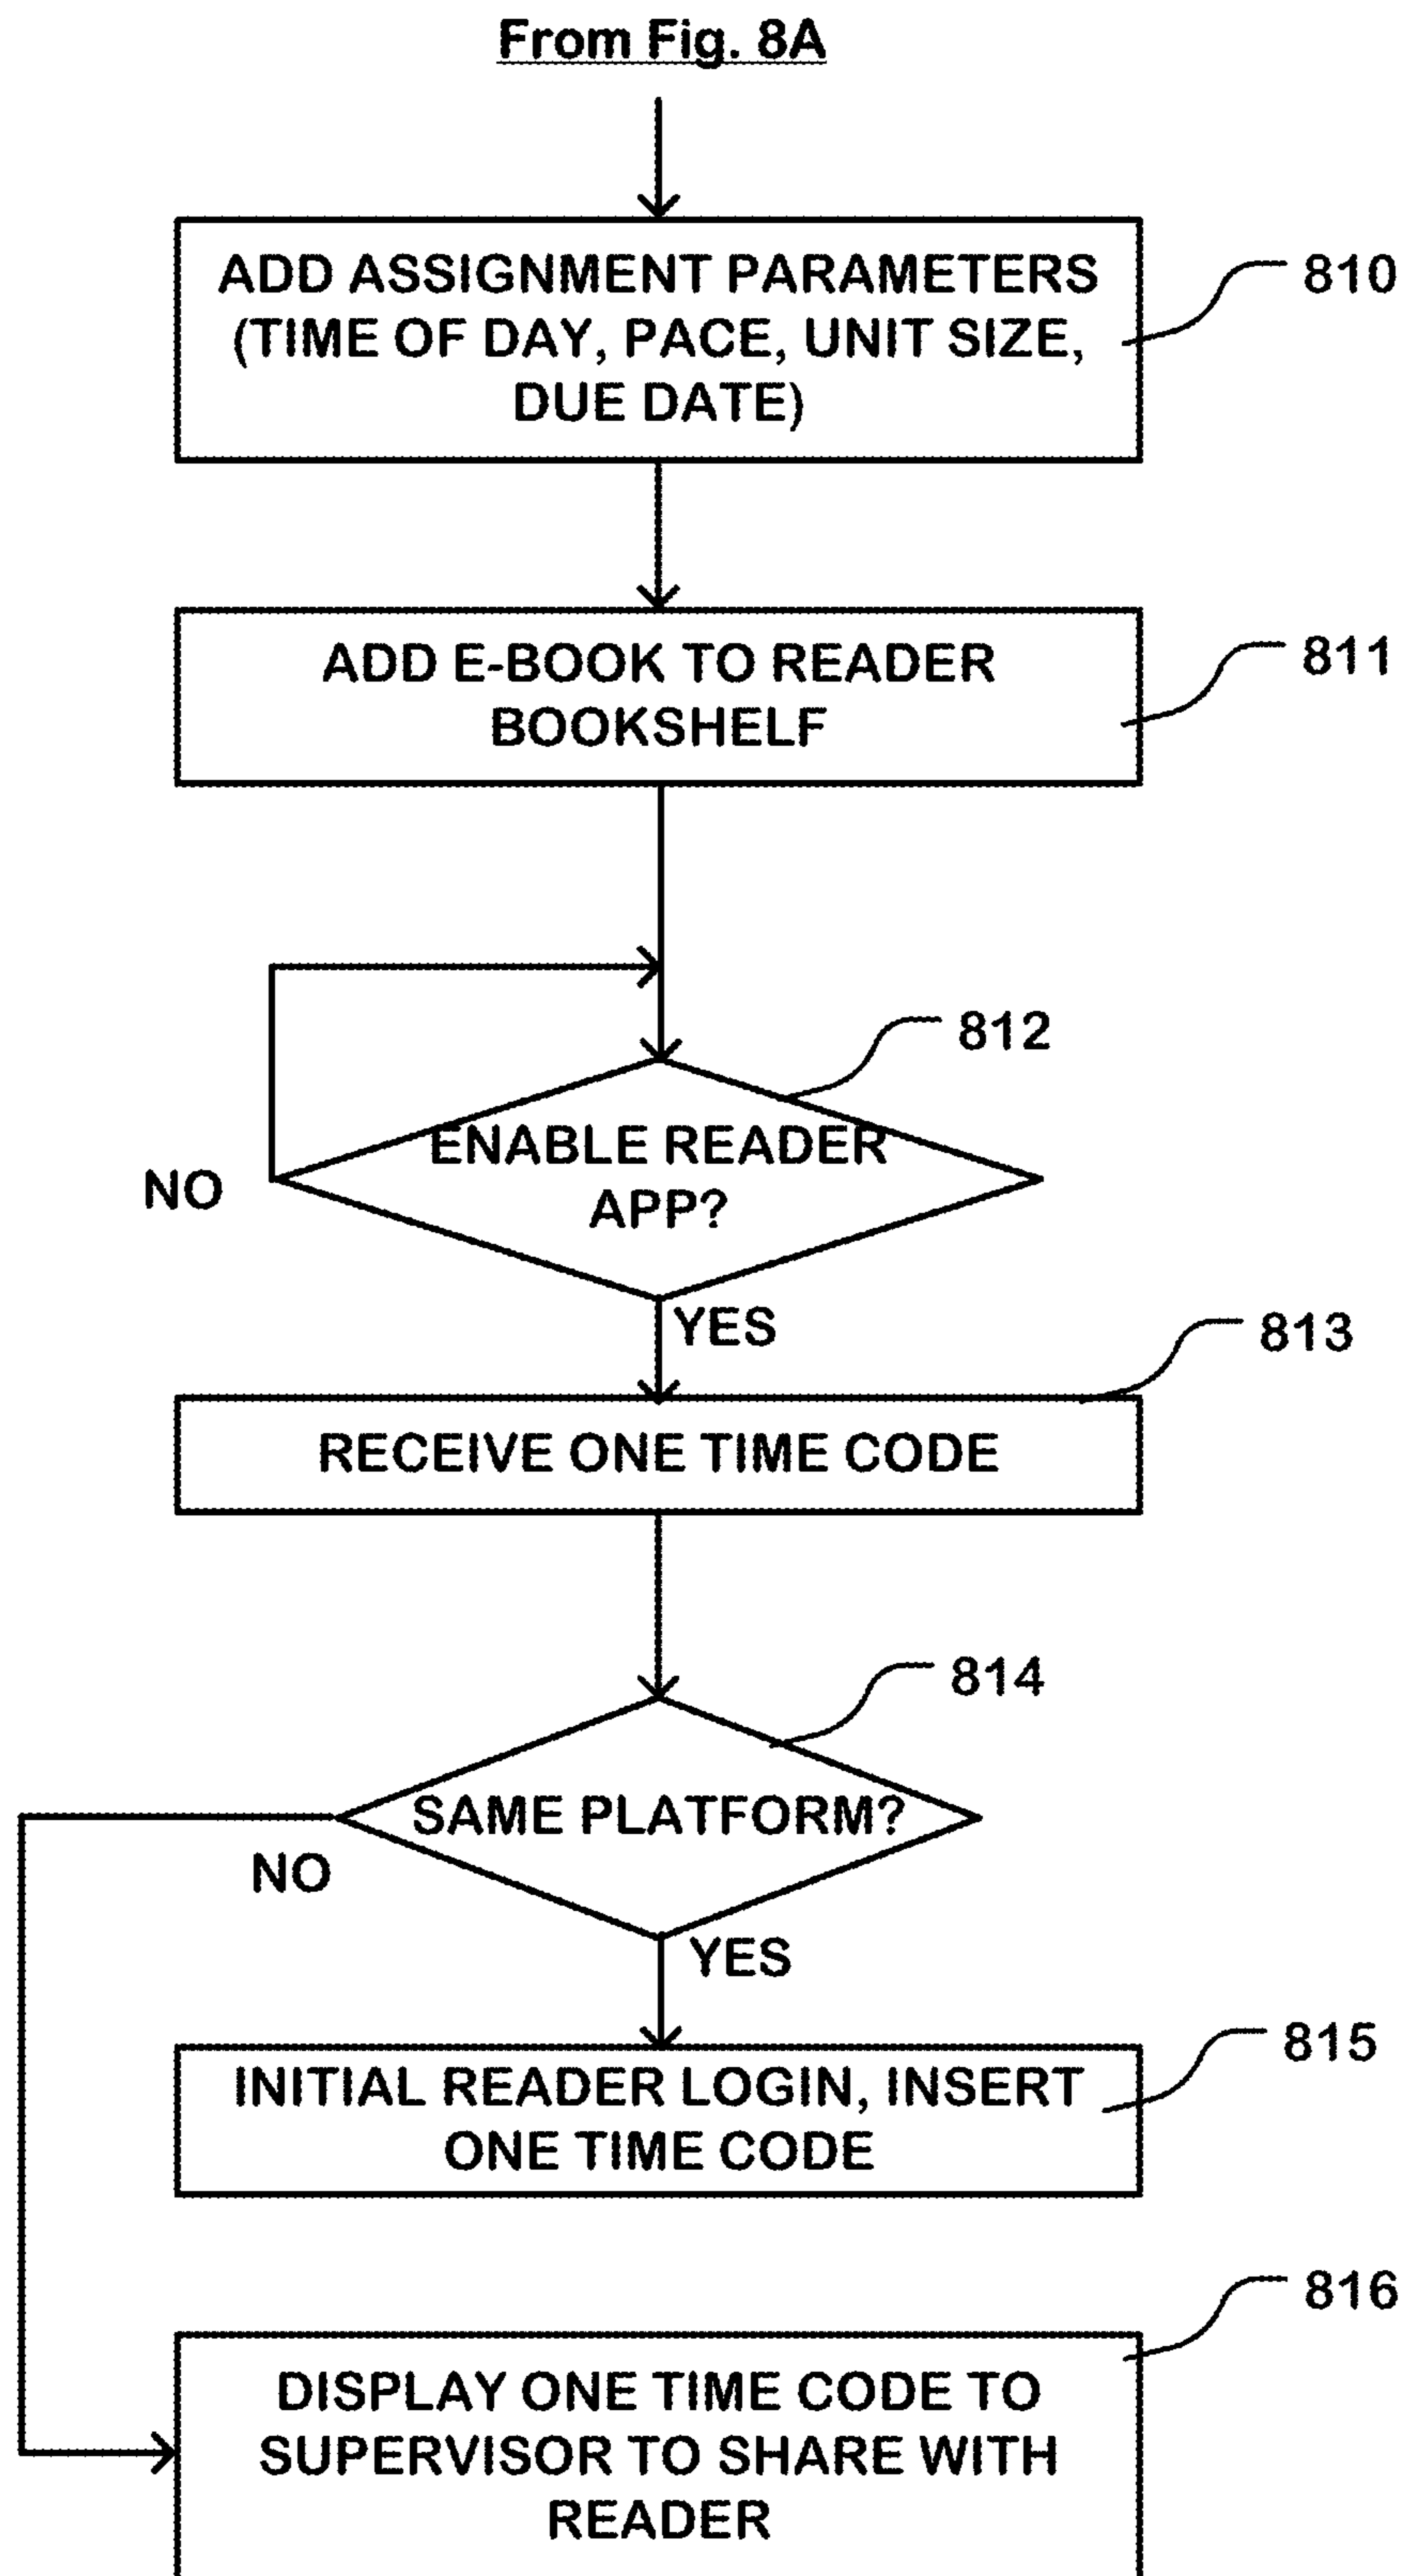 From Fig. 8A
ADD ASSIGNMENT PARAMETERS
(TIME OF DAY, PACE, UNIT SIZE,
DUE DATE)
810
ADD E-BOOK TO READER
BOOKSHELF
811
812
ENABLE READER
APP?
NO
YES
813
RECEIVE ONE TIME CODE
814
SAME PLATFORM?
NO
YES
815
INITIAL READER LOGIN, INSERT
ONE TIME CODE
816
DISPLAY ONE TIME CODE TO
SUPERVISOR TO SHARE WITH
READER